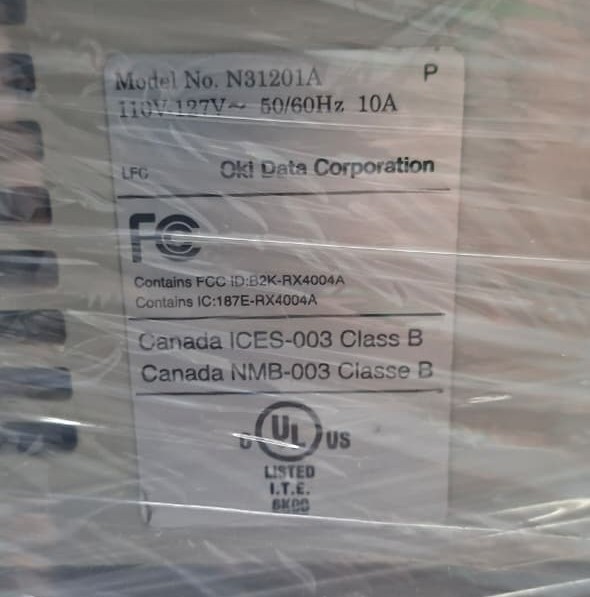 Model No. N31201A P
110V-127V~ 50/60Hz 10A
LFC Oki Data Corporation
FC
Contains FCC ID:B2K-RX4004A
Contains IC:187E-RX4004A
Canada ICES-003 Class B
Canada NMB-003 Classe B
C UL US
LISTED
I.T.E.